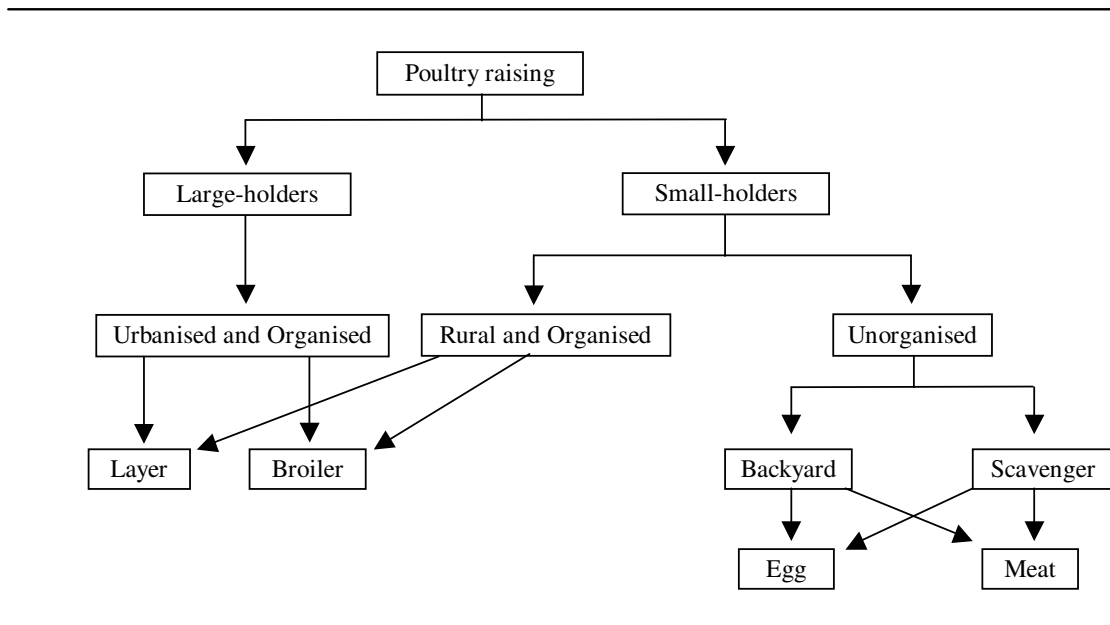 Poultry raising
Large-holders
Small-holders
Urbanised and Organised
Rural and Organised
Unorganised
Layer
Broiler
Backyard
Scavenger
Egg
Meat